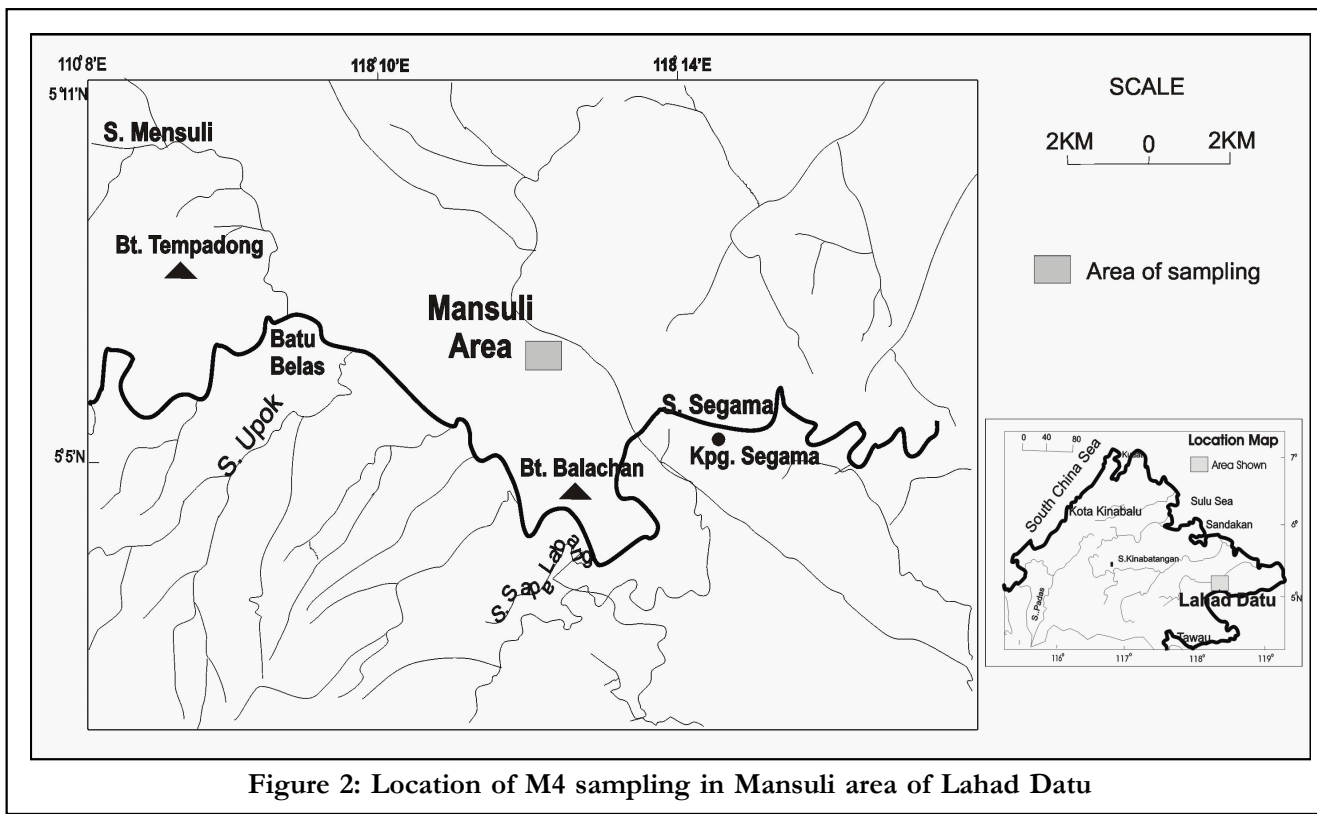 110°8'E
118°10'E
118°14'E
5°11'N
S. Mensuli
Bt. Tempadong
Mansuli
Area
Batu
Belas
S. Upok
S. Segama
Kpg. Segama
5°5'N
Bt. Balachan
S. Sapa Labang
SCALE
2KM 0 2KM
Area of sampling
0 40 80
Location Map
Area Shown
South China Sea
7°
Sulu Sea
Kota Kinabalu
Sandakan
6°
S.Kinabatangan
S. Padas
Lahad Datu
5°N
Tawau
116° 117° 118° 119°
Figure 2: Location of M4 sampling in Mansuli area of Lahad Datu